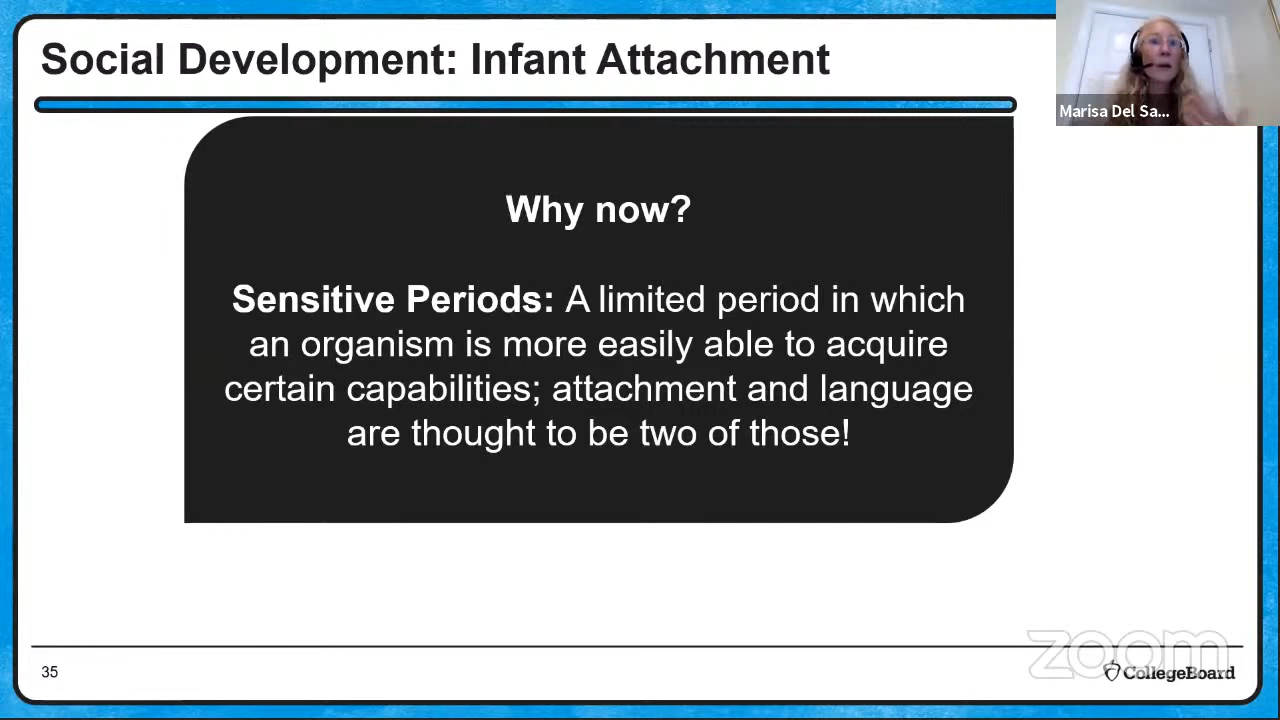 Social Development: Infant Attachment
Marisa Del Sa...
Why now?
Sensitive Periods: A limited period in which
an organism is more easily able to acquire
certain capabilities; attachment and language
are thought to be two of those!
zoom
35
CollegeBoard